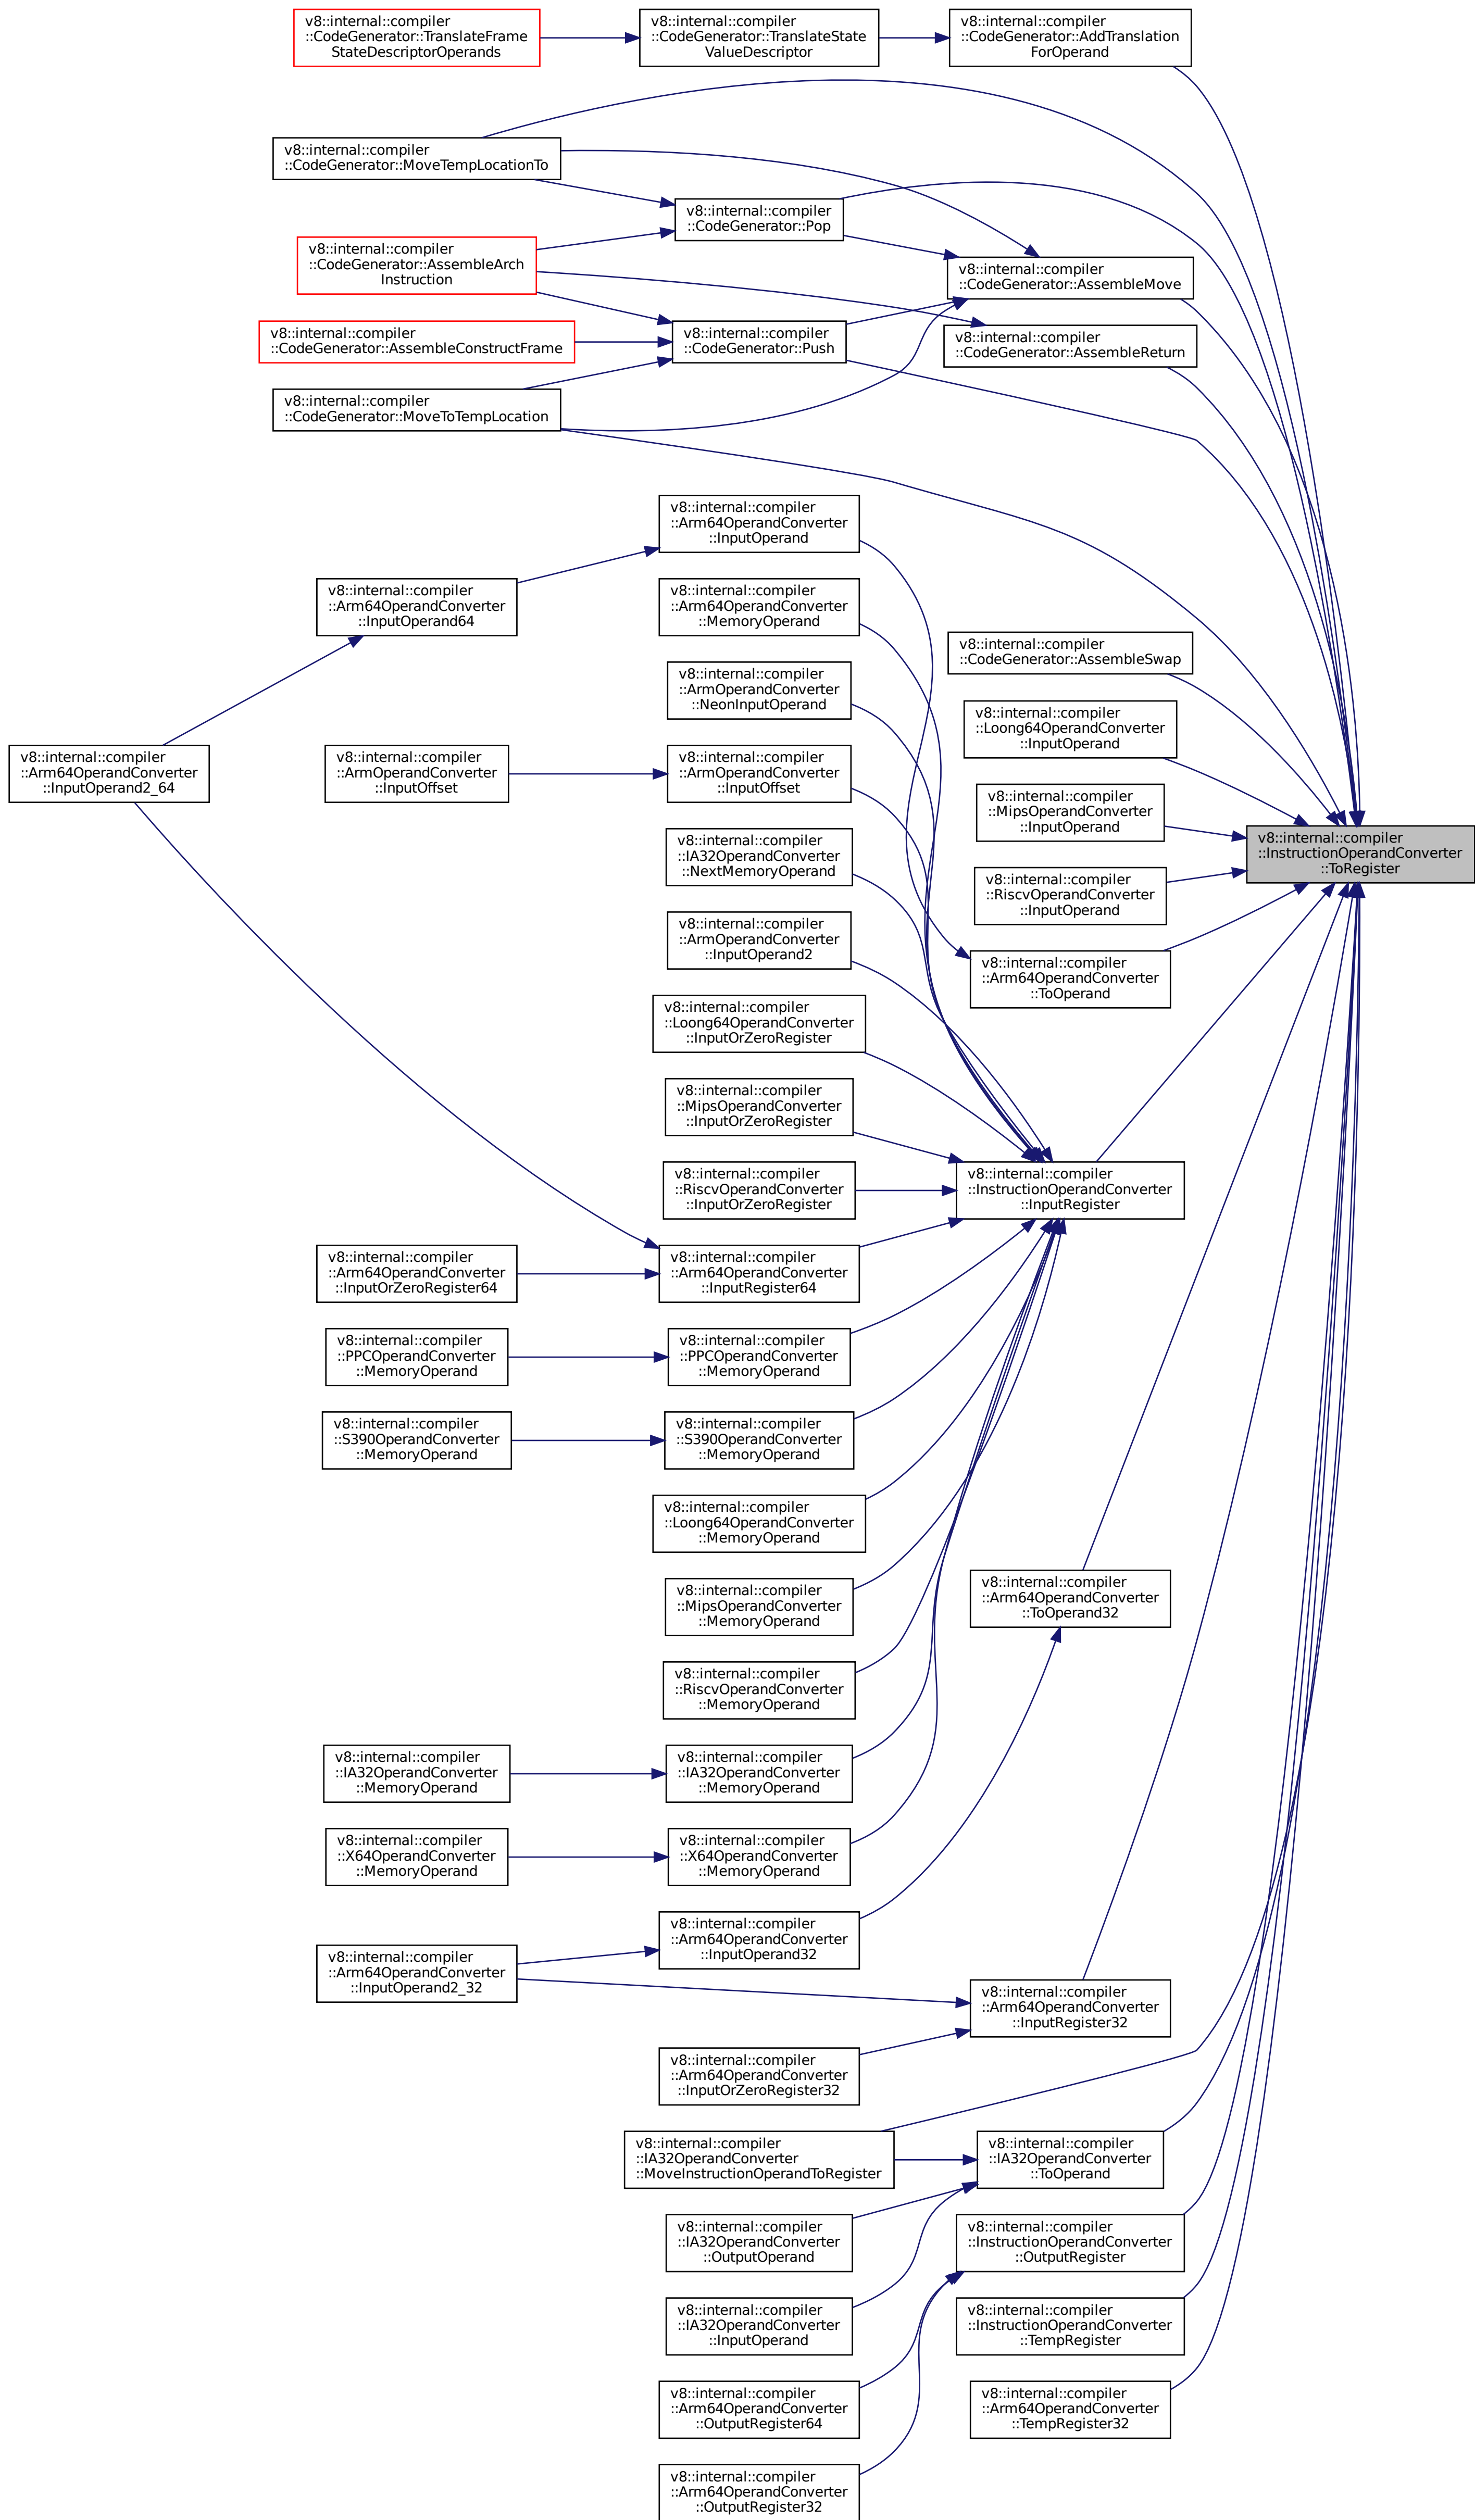 v8::internal::compiler
::CodeGenerator::TranslateFrame
StateDescriptorOperands
v8::internal::compiler
::CodeGenerator::TranslateState
ValueDescriptor
v8::internal::compiler
::CodeGenerator::AddTranslation
ForOperand
v8::internal::compiler
::CodeGenerator::MoveTempLocationTo
v8::internal::compiler
::CodeGenerator::Pop
v8::internal::compiler
::CodeGenerator::AssembleArch
Instruction
v8::internal::compiler
::CodeGenerator::AssembleMove
v8::internal::compiler
::CodeGenerator::AssembleConstructFrame
v8::internal::compiler
::CodeGenerator::Push
v8::internal::compiler
::CodeGenerator::AssembleReturn
v8::internal::compiler
::CodeGenerator::MoveToTempLocation
v8::internal::compiler
::Arm64OperandConverter
::InputOperand
v8::internal::compiler
::Arm64OperandConverter
::InputOperand64
v8::internal::compiler
::Arm64OperandConverter
::MemoryOperand
v8::internal::compiler
::CodeGenerator::AssembleSwap
v8::internal::compiler
::ArmOperandConverter
::NeonInputOperand
v8::internal::compiler
::Loong64OperandConverter
::InputOperand
v8::internal::compiler
::Arm64OperandConverter
::InputOperand2_64
v8::internal::compiler
::ArmOperandConverter
::InputOffset
v8::internal::compiler
::ArmOperandConverter
::InputOffset
v8::internal::compiler
::MipsOperandConverter
::InputOperand
v8::internal::compiler
::InstructionOperandConverter
::ToRegister
v8::internal::compiler
::IA32OperandConverter
::NextMemoryOperand
v8::internal::compiler
::RiscvOperandConverter
::InputOperand
v8::internal::compiler
::ArmOperandConverter
::InputOperand2
v8::internal::compiler
::Arm64OperandConverter
::ToOperand
v8::internal::compiler
::Loong64OperandConverter
::InputOrZeroRegister
v8::internal::compiler
::MipsOperandConverter
::InputOrZeroRegister
v8::internal::compiler
::RiscvOperandConverter
::InputOrZeroRegister
v8::internal::compiler
::InstructionOperandConverter
::InputRegister
v8::internal::compiler
::Arm64OperandConverter
::InputOrZeroRegister64
v8::internal::compiler
::Arm64OperandConverter
::InputRegister64
v8::internal::compiler
::PPCOperandConverter
::MemoryOperand
v8::internal::compiler
::PPCOperandConverter
::MemoryOperand
v8::internal::compiler
::S390OperandConverter
::MemoryOperand
v8::internal::compiler
::S390OperandConverter
::MemoryOperand
v8::internal::compiler
::Loong64OperandConverter
::MemoryOperand
v8::internal::compiler
::MipsOperandConverter
::MemoryOperand
v8::internal::compiler
::Arm64OperandConverter
::ToOperand32
v8::internal::compiler
::RiscvOperandConverter
::MemoryOperand
v8::internal::compiler
::IA32OperandConverter
::MemoryOperand
v8::internal::compiler
::IA32OperandConverter
::MemoryOperand
v8::internal::compiler
::X64OperandConverter
::MemoryOperand
v8::internal::compiler
::X64OperandConverter
::MemoryOperand
v8::internal::compiler
::Arm64OperandConverter
::InputOperand32
v8::internal::compiler
::Arm64OperandConverter
::InputOperand2_32
v8::internal::compiler
::Arm64OperandConverter
::InputRegister32
v8::internal::compiler
::Arm64OperandConverter
::InputOrZeroRegister32
v8::internal::compiler
::IA32OperandConverter
::MoveInstructionOperandToRegister
v8::internal::compiler
::IA32OperandConverter
::ToOperand
v8::internal::compiler
::IA32OperandConverter
::OutputOperand
v8::internal::compiler
::InstructionOperandConverter
::OutputRegister
v8::internal::compiler
::IA32OperandConverter
::InputOperand
v8::internal::compiler
::InstructionOperandConverter
::TempRegister
v8::internal::compiler
::Arm64OperandConverter
::OutputRegister64
v8::internal::compiler
::Arm64OperandConverter
::TempRegister32
v8::internal::compiler
::Arm64OperandConverter
::OutputRegister32